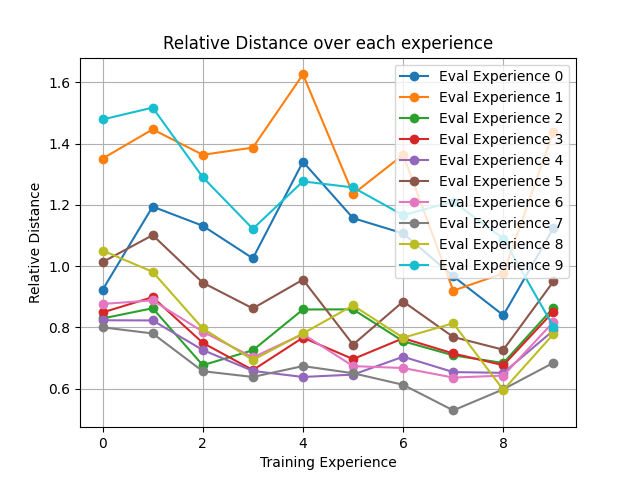 Relative Distance over each experience
Relative Distance
1.6
1.4
1.2
1.0
0.8
0.6
Eval Experience 0
Eval Experience 1
Eval Experience 2
Eval Experience 3
Eval Experience 4
Eval Experience 5
Eval Experience 6
Eval Experience 7
Eval Experience 8
Eval Experience 9
0 2 4 6 8
Training Experience